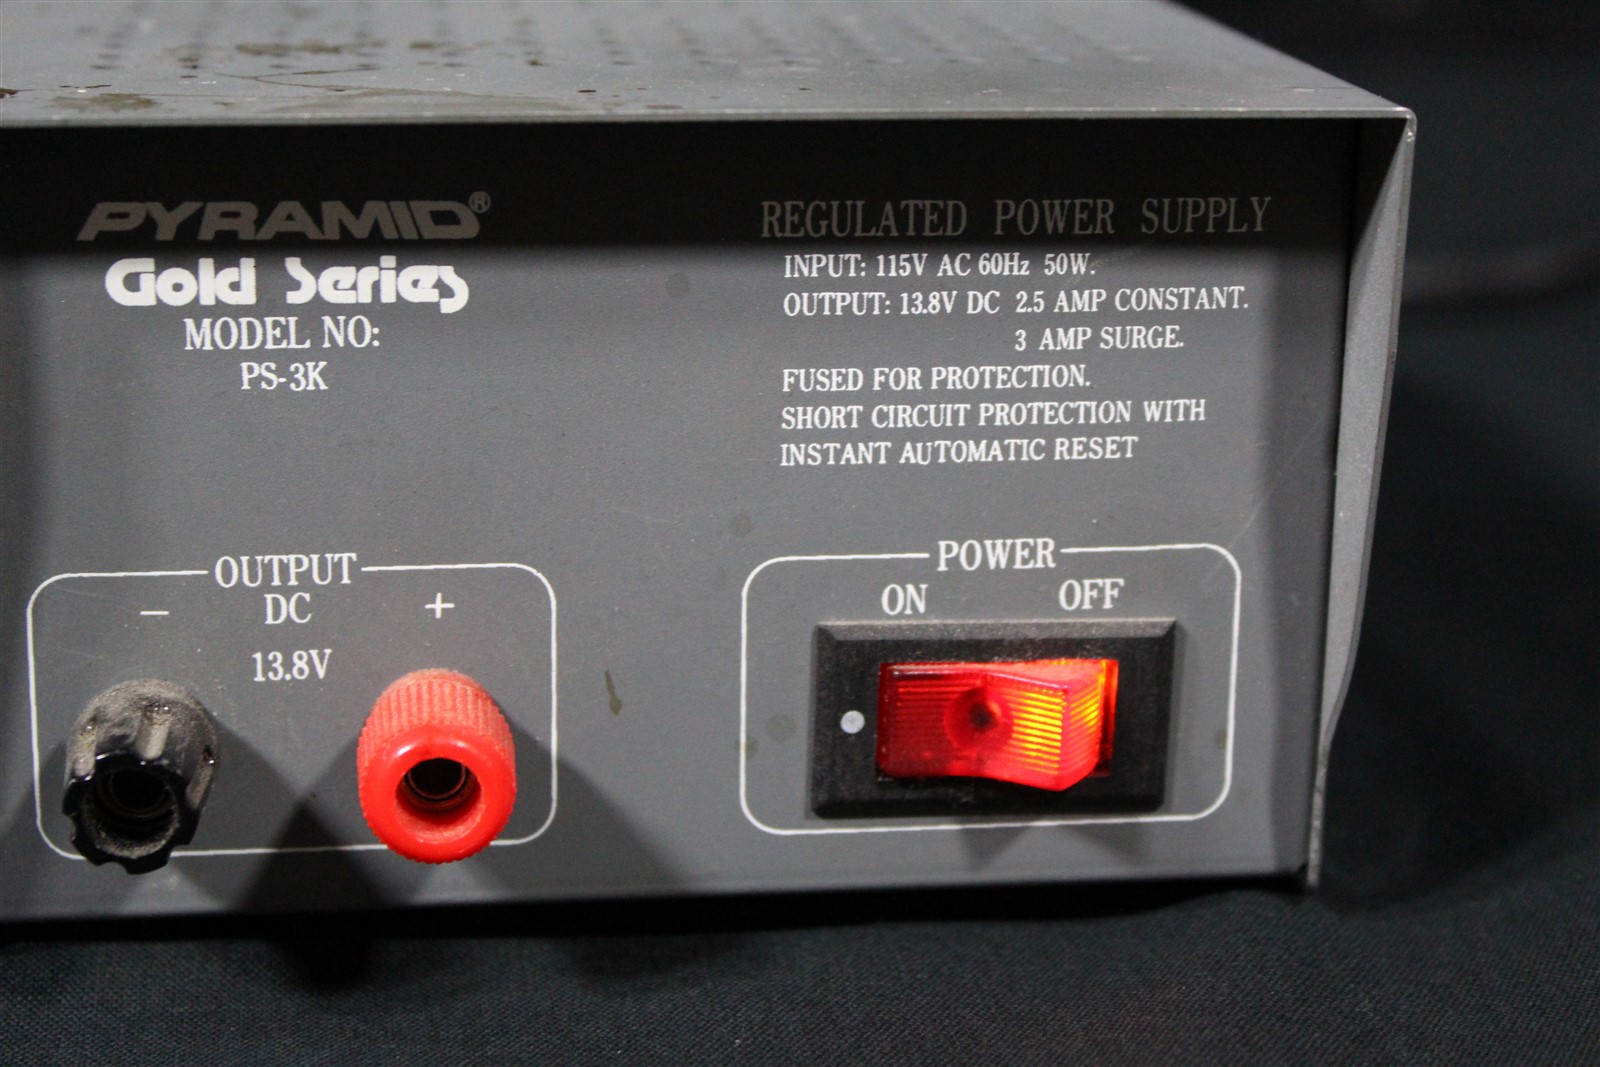 PYRAMID®
Gold Series
MODEL NO:
PS-3K
REGULATED POWER SUPPLY
INPUT: 115V AC 60Hz 50W.
OUTPUT: 13.8V DC 2.5 AMP CONSTANT.
3 AMP SURGE.
FUSED FOR PROTECTION.
SHORT CIRCUIT PROTECTION WITH
INSTANT AUTOMATIC RESET
OUTPUT
− DC +
13.8V
POWER
ON OFF